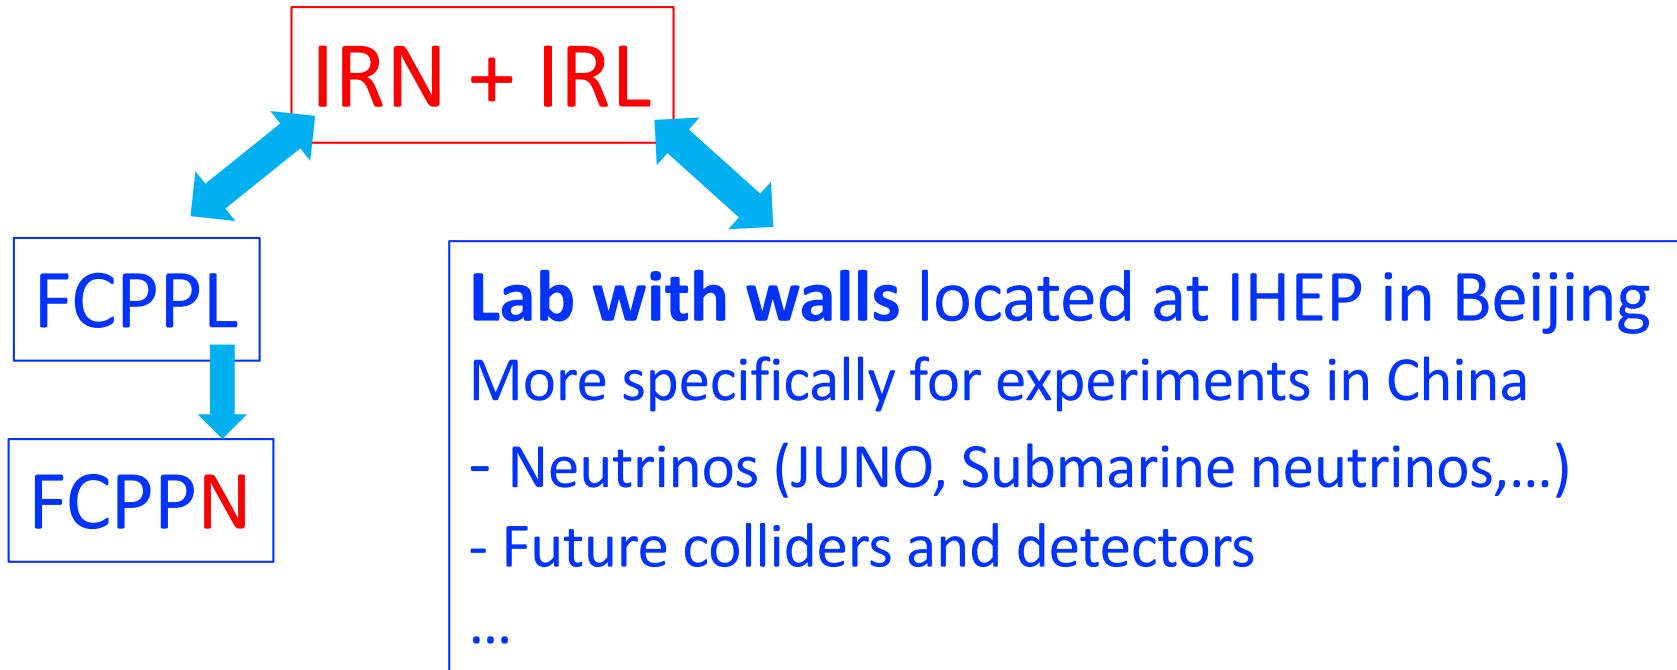 IRN + IRL
FCPPL
FCPPN
Lab with walls located at IHEP in Beijing
More specifically for experiments in China
- Neutrinos (JUNO, Submarine neutrinos,...)
- Future colliders and detectors
...